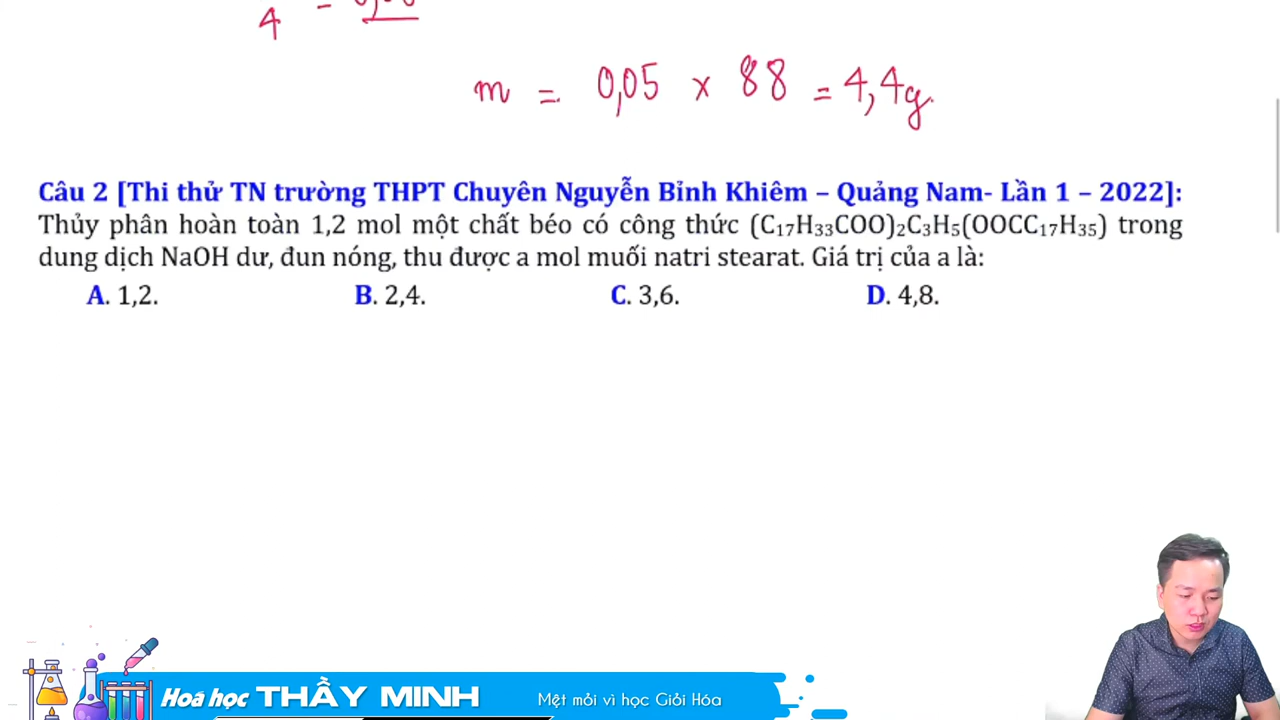 4
m = 0,05 x 88 = 4,4g.
Câu 2 [Thi thử TN trường THPT Chuyên Nguyễn Bỉnh Khiêm – Quảng Nam- Lần 1 – 2022]:
Thủy phân hoàn toàn 1,2 mol một chất béo có công thức (C₁₇H₃₃COO)₂C₃H₅(OOCC₁₇H₃₅) trong
dung dịch NaOH dư, đun nóng, thu được a mol muối natri stearat. Giá trị của a là:
A. 1,2. B. 2,4. C. 3,6. D. 4,8.
Hoá học THẦY MINH Mệt mỏi vì học Giỏi Hóa